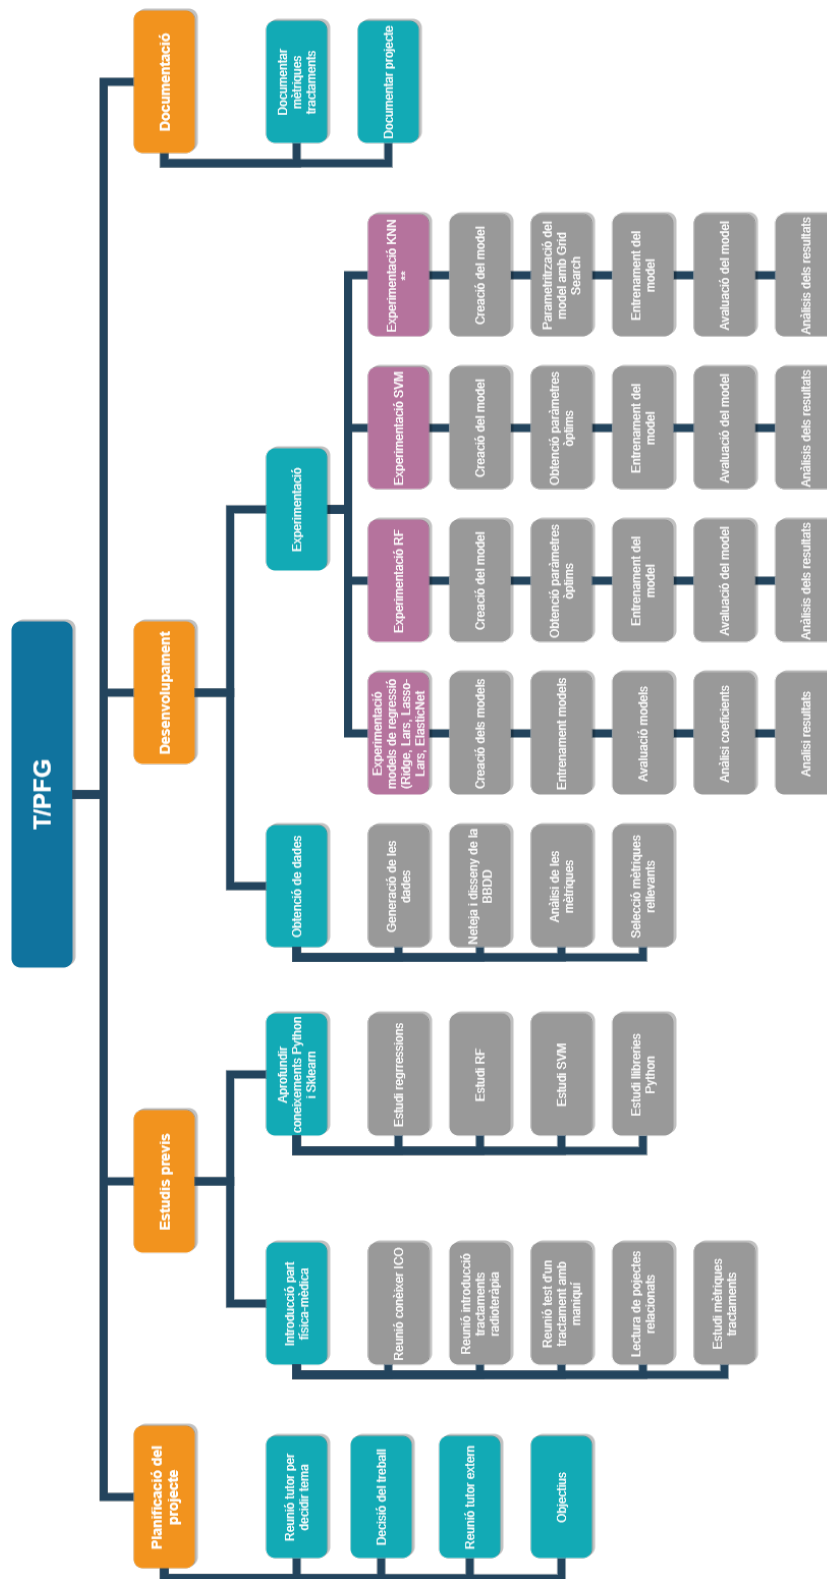 T/PFG
Planificació del
projecte
Reunió tutor per
decidir tema
Decisió del treball
Reunió tutor extern
Objectius
Estudis previs
Introducció part
física-mèdica
Reunió conèixer ICO
Reunió introducció
tractaments
radioteràpia
Reunió test d'un
tractament amb
maniquí
Lectura de pojectes
relacionats
Estudi mètriques
tractaments
Aprofundir
coneixements Python
i Sklearn
Estudi regrressions
Estudi RF
Estudi SVM
Estudi llibreries
Python
Desenvolupament
Obtenció de dades
Generació de les
dades
Neteja i disseny de la
BBDD
Anàlisi de les
mètriques
Selecció mètriques
rellevants
Experimentació
Experimentació
models de regressió
(Ridge, Lars, Lasso-
Lars, ElasticNet
Creació dels models
Entrenament models
Avaluació models
Anàlisi coeficients
Analisi resultats
Experimentació RF
Creació del model
Obtenció paràmetres
òptims
Entrenament del
model
Avaluació del model
Anàlisis dels resultats
Experimentació SVM
Creació del model
Obtenció paràmetres
òptims
Entrenament del
model
Avaluació del model
Anàlisis dels resultats
Experimentació KNN
**
Creació del model
Parametrització del
model amb Grid
Search
Entrenament del
model
Avaluació del model
Anàlisis dels resultats
Documentació
Documentar
mètriques
tractaments
Documentar projecte